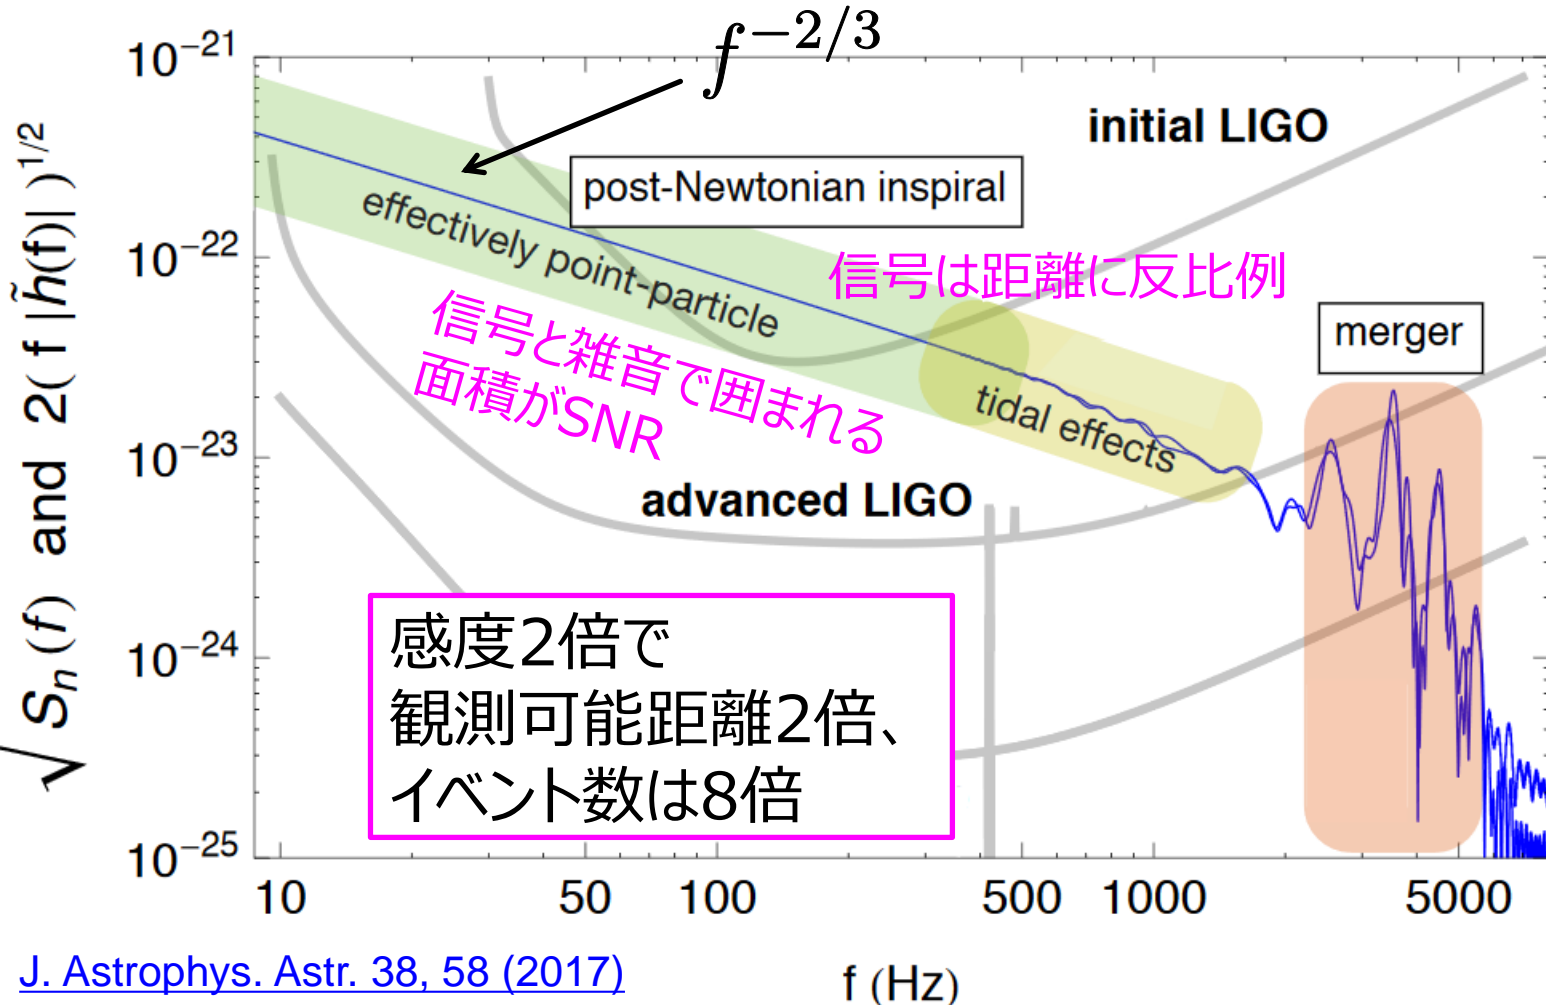 f^{-2/3}
10^{-21}
initial LIGO
post-Newtonian inspiral
effectively point-particle
10^{-22}
信号は距離に反比例
信号と雑音で囲まれる
面積がSNR
merger
tidal effects
10^{-23}
advanced LIGO
感度2倍で
観測可能距離2倍、
イベント数は8倍
10^{-24}
10^{-25}
√S_n(f) and 2( f |h̃(f)| )^{1/2}
10 50 100 500 1000 5000
f (Hz)
J. Astrophys. Astr. 38, 58 (2017)